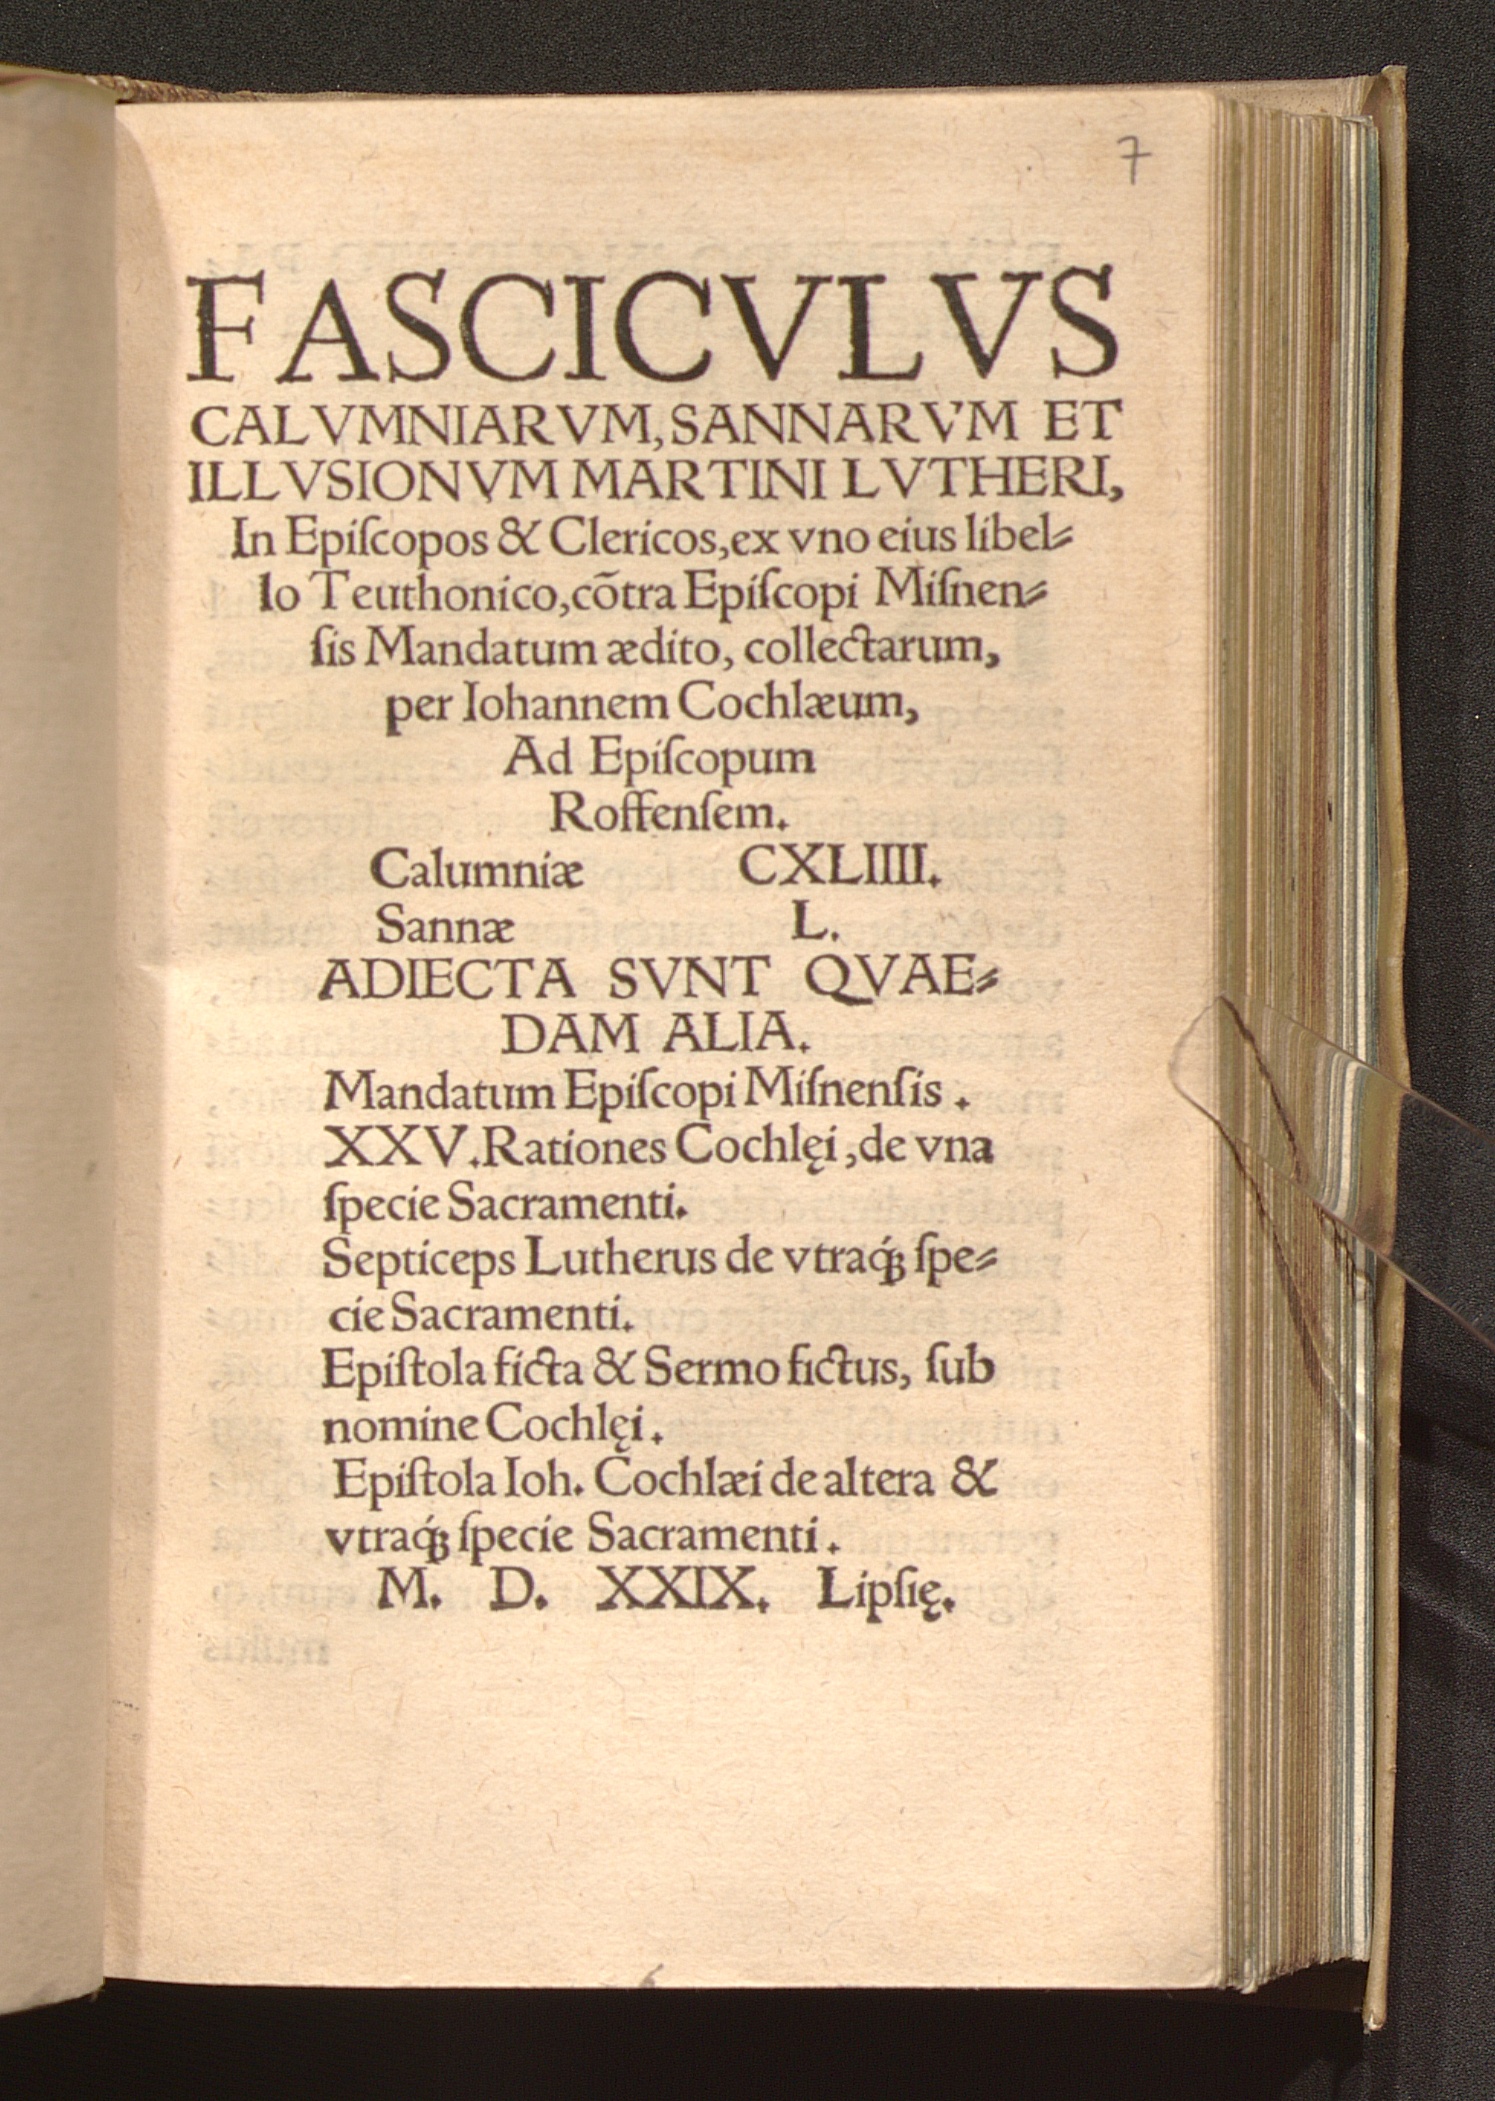 7
FASCICVLVS
CALVMNIARVM, SANNARVM ET
ILLVSIONVM MARTINI LVTHERI,
In Epiſcopos & Clericos, ex vno eius libel⸗
lo Teuthonico, cõtra Epiſcopi Miſnen⸗
ſis Mandatum ædito, collectarum,
per Iohannem Cochlæum,
Ad Epiſcopum
Roffenſem.
Calumniæ CXLIIII.
Sannæ L.
ADIECTA SVNT QVAE⸗
DAM ALIA.
Mandatum Epiſcopi Miſnenſis.
XXV. Rationes Cochlęi, de vna
ſpecie Sacramenti.
Septiceps Lutherus de vtraq́ꝫ ſpe⸗
cie Sacramenti.
Epiſtola ficta & Sermo fictus, ſub
nomine Cochlęi.
Epiſtola Ioh. Cochlæi de altera &
vtraq́ꝫ ſpecie Sacramenti.
M. D. XXIX. Lipſię.